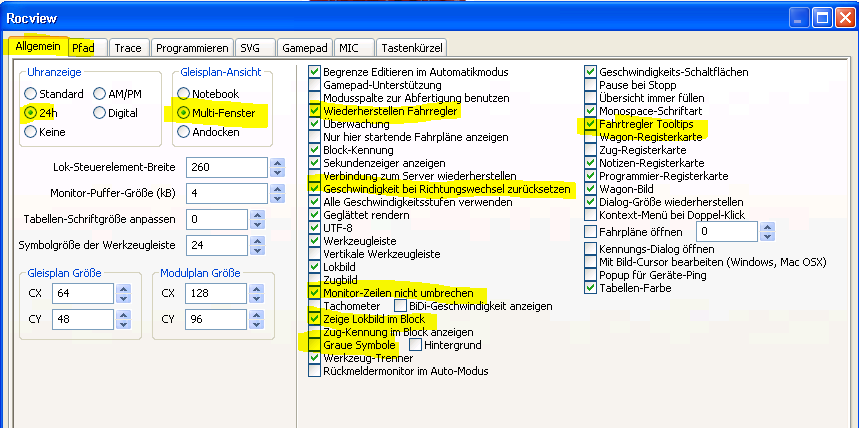 Rocview
Allgemein Pfad Trace Programmieren SVG Gamepad MIC Tastenkürzel
Uhranzeige
Standard AM/PM
24h Digital
Keine
Gleisplan-Ansicht
Notebook
Multi-Fenster
Andocken
Lok-Steuerelement-Breite 260
Monitor-Puffer-Größe (kB) 4
Tabellen-Schriftgröße anpassen 0
Symbolgröße der Werkzeugleiste 24
Gleisplan Größe
CX 64
CY 48
Modulplan Größe
CX 128
CY 96
Begrenze Editieren im Automatikmodus
Gamepad-Unterstützung
Modusspalte zur Abfertigung benutzen
Wiederherstellen Fahrregler
Überwachung
Nur hier startende Fahrpläne anzeigen
Block-Kennung
Sekundenzeiger anzeigen
Verbindung zum Server wiederherstellen
Geschwindigkeit bei Richtungswechsel zurücksetzen
Alle Geschwindigkeitsstufen verwenden
Geglättet rendern
UTF-8
Werkzeugleiste
Vertikale Werkzeugleiste
Lokbild
Zugbild
Monitor-Zeilen nicht umbrechen
Tachometer BiDi-Geschwindigkeit anzeigen
Zeige Lokbild im Block
Zug-Kennung im Block anzeigen
Graue Symbole Hintergrund
Werkzeug-Trenner
Rückmeldermonitor im Auto-Modus
Geschwindigkeits-Schaltflächen
Pause bei Stopp
Übersicht immer füllen
Monospace-Schriftart
Fahrtregler Tooltips
Wagon-Registerkarte
Zug-Registerkarte
Notizen-Registerkarte
Programmier-Registerkarte
Wagon-Bild
Dialog-Größe wiederherstellen
Kontext-Menü bei Doppel-Klick
Fahrpläne öffnen 0
Kennungs-Dialog öffnen
Mit Bild-Cursor bearbeiten (Windows, Mac OSX)
Popup für Geräte-Ping
Tabellen-Farbe